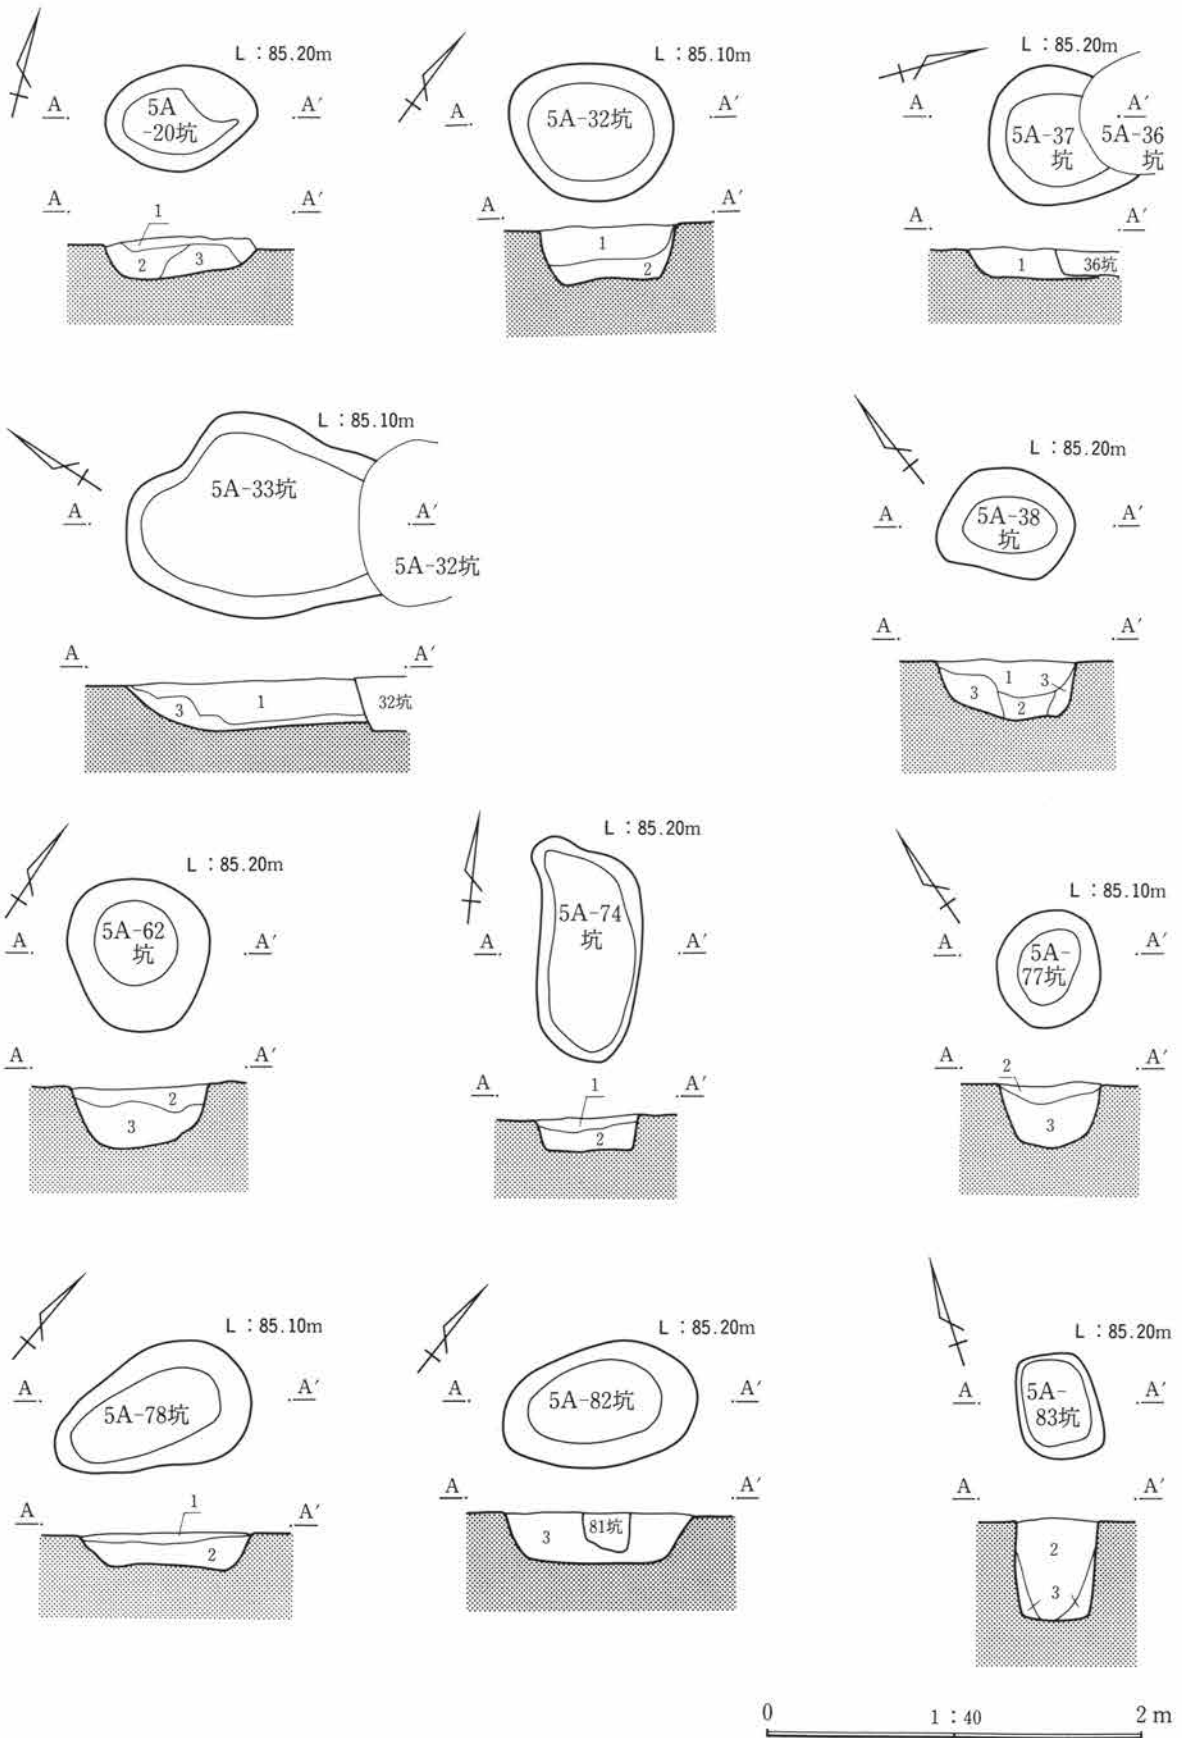 L：85.20m
A
A′
5A
-20坑
A
A′
1
2
3
L：85.10m
A
A′
5A-32坑
A
A′
1
2
L：85.20m
A
A′
5A-37
坑
5A-36
坑
A
A′
1
36坑
L：85.10m
5A-33坑
A
A′
5A-32坑
A
A′
1
3
32坑
L：85.20m
A
A′
5A-38
坑
A
A′
1
3
3
2
L：85.20m
5A-62
坑
A
A′
A
A′
2
3
L：85.20m
5A-74
坑
A
A′
A
A′
1
2
L：85.10m
A
A′
5A-
77坑
A
A′
2
3
L：85.10m
A
A′
5A-78坑
A
A′
1
2
L：85.20m
A
A′
5A-82坑
A
A′
3
81坑
L：85.20m
A
A′
5A-
83坑
A
A′
2
3
0
1：40
2m